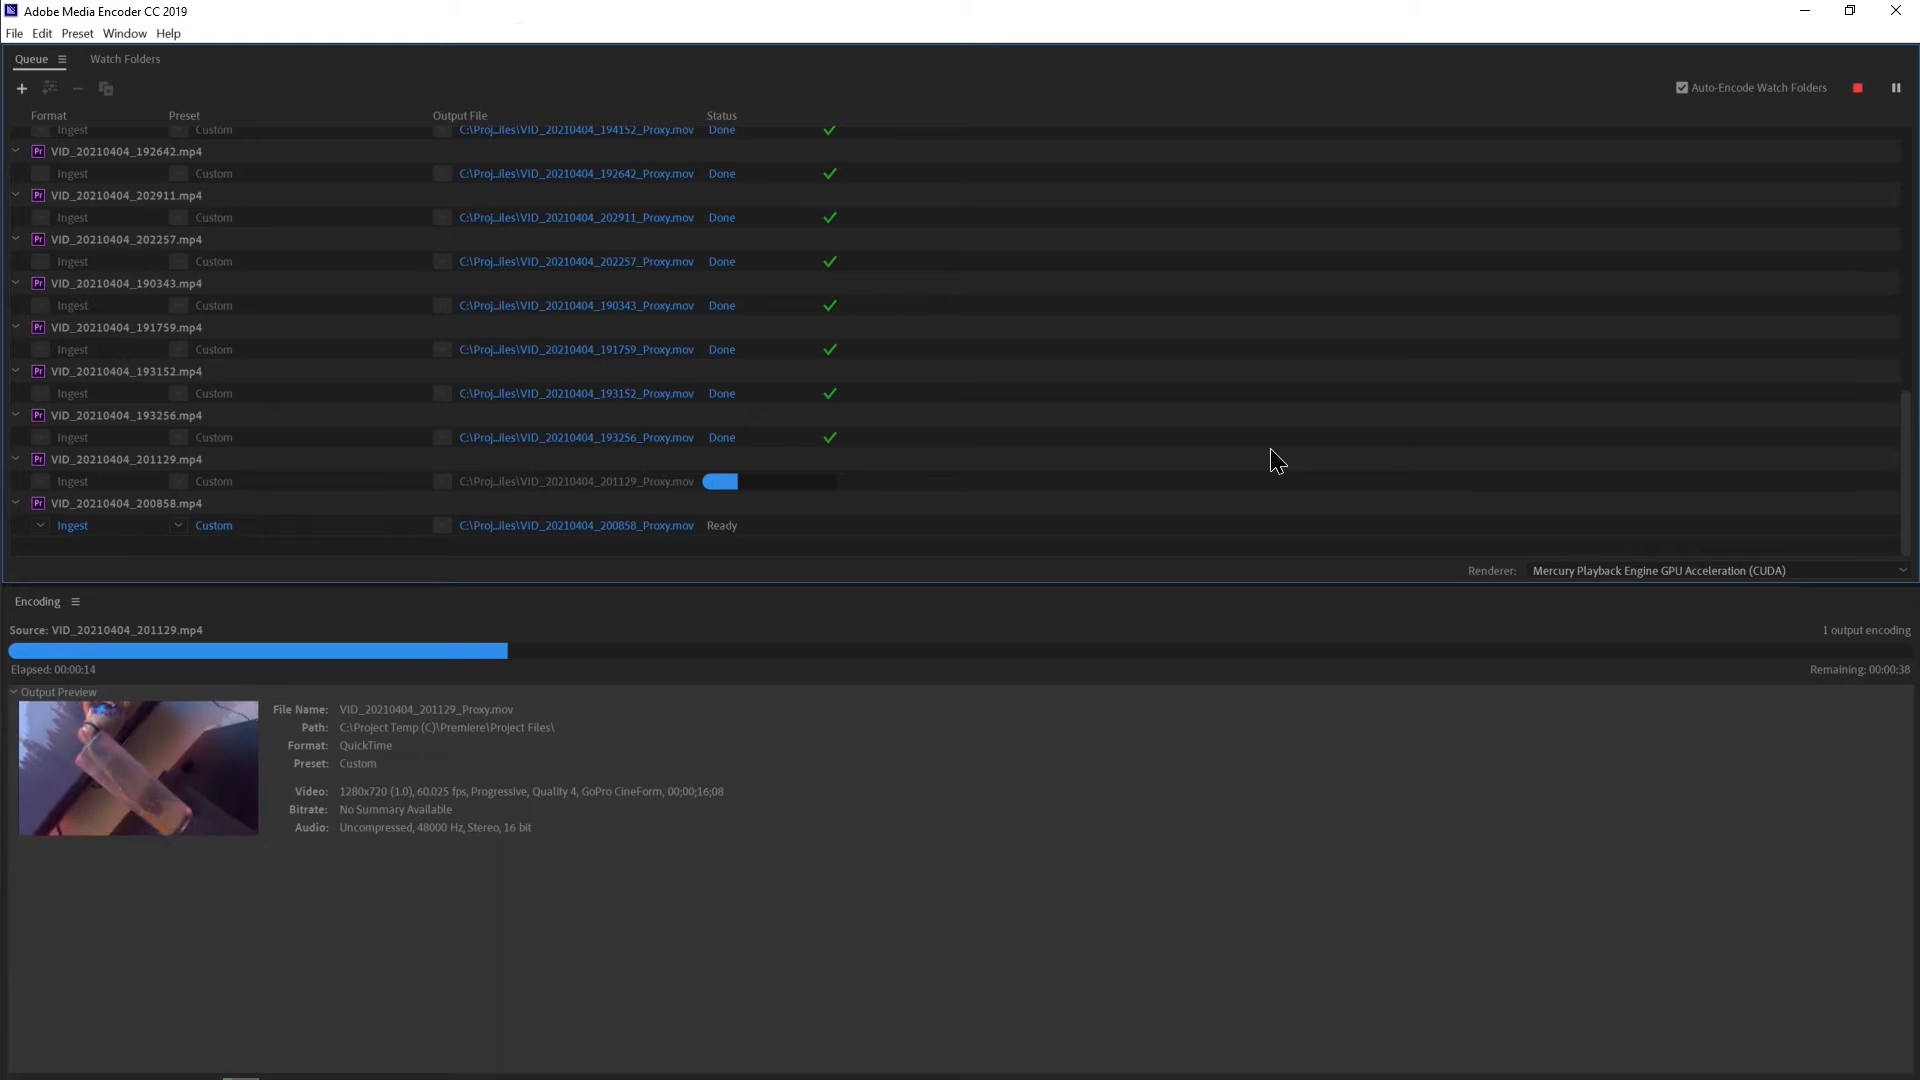 Adobe Media Encoder CC 2019
File Edit Preset Window Help
Queue Watch Folders
Auto-Encode Watch Folders
Format Preset Output File Status
Ingest Custom C:\Proj...iles\VID_20210404_194152_Proxy.mov Done
Pr VID_20210404_192642.mp4
Ingest Custom C:\Proj...iles\VID_20210404_192642_Proxy.mov Done
Pr VID_20210404_202911.mp4
Ingest Custom C:\Proj...iles\VID_20210404_202911_Proxy.mov Done
Pr VID_20210404_202257.mp4
Ingest Custom C:\Proj...iles\VID_20210404_202257_Proxy.mov Done
Pr VID_20210404_190343.mp4
Ingest Custom C:\Proj...iles\VID_20210404_190343_Proxy.mov Done
Pr VID_20210404_191759.mp4
Ingest Custom C:\Proj...iles\VID_20210404_191759_Proxy.mov Done
Pr VID_20210404_193152.mp4
Ingest Custom C:\Proj...iles\VID_20210404_193152_Proxy.mov Done
Pr VID_20210404_193256.mp4
Ingest Custom C:\Proj...iles\VID_20210404_193256_Proxy.mov Done
Pr VID_20210404_201129.mp4
Ingest Custom C:\Proj...iles\VID_20210404_201129_Proxy.mov
Pr VID_20210404_200858.mp4
Ingest Custom C:\Proj...iles\VID_20210404_200858_Proxy.mov Ready
Renderer: Mercury Playback Engine GPU Acceleration (CUDA)
Encoding
Source: VID_20210404_201129.mp4 1 output encoding
Elapsed: 00:00:14 Remaining: 00:00:38
Output Preview
File Name: VID_20210404_201129_Proxy.mov
Path: C:\Project Temp (C)\Premiere\Project Files\
Format: QuickTime
Preset: Custom
Video: 1280x720 (1.0), 60.025 fps, Progressive, Quality 4, GoPro CineForm, 00;00;16;08
Bitrate: No Summary Available
Audio: Uncompressed, 48000 Hz, Stereo, 16 bit